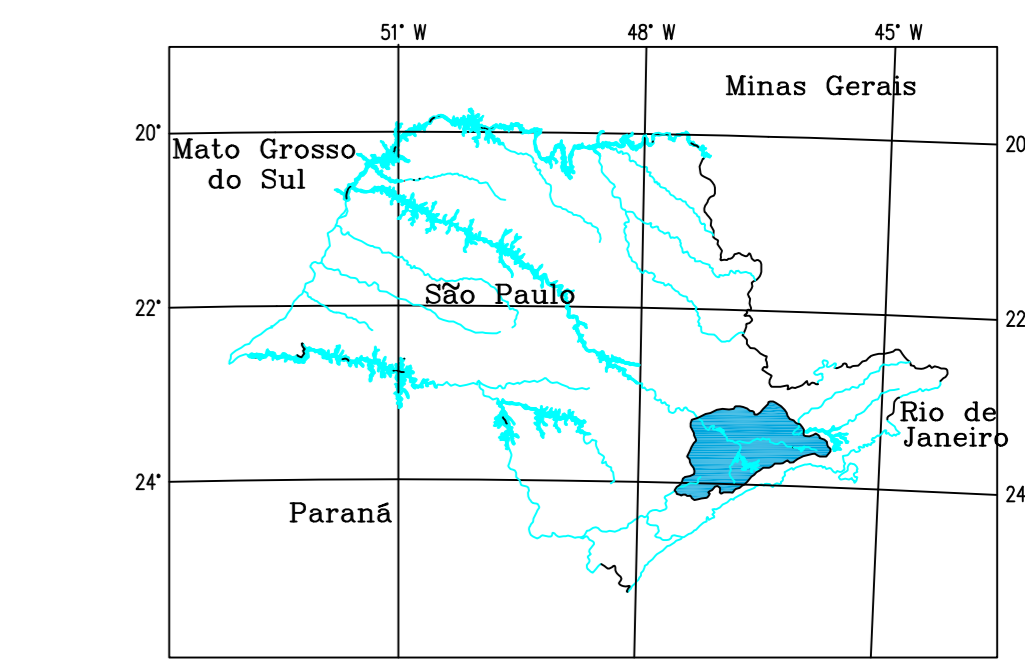 51° W
48° W
45° W
Minas Gerais
20°
20
Mato Grosso
do Sul
São Paulo
22°
22
Rio de
Janeiro
24°
24
Paraná